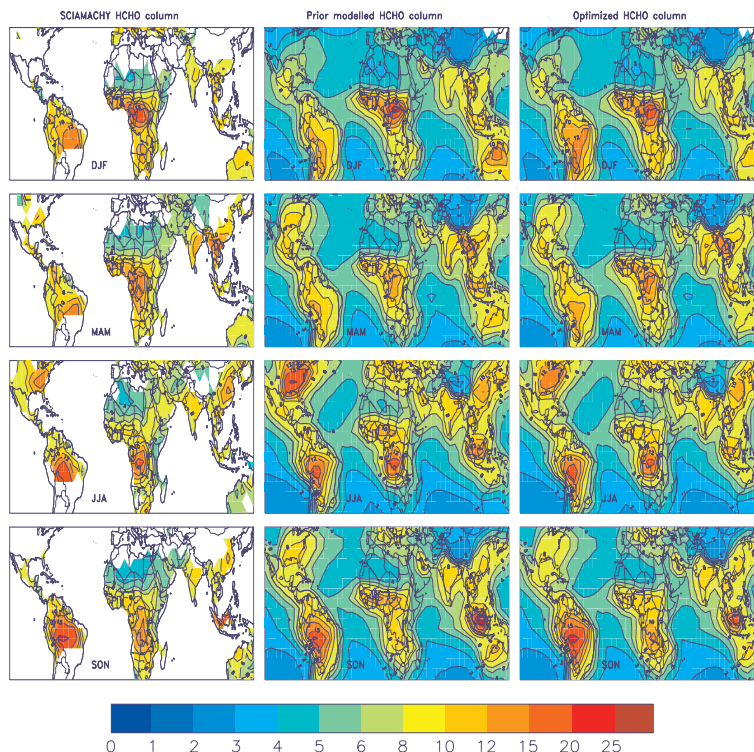 SCIAMACHY HCHO column
Prior modelled HCHO column
Optimized HCHO column
DJF DJF DJF
MAM MAM MAM
JJA JJA JJA
SON SON SON
0 1 2 3 4 5 6 8 10 12 15 20 25